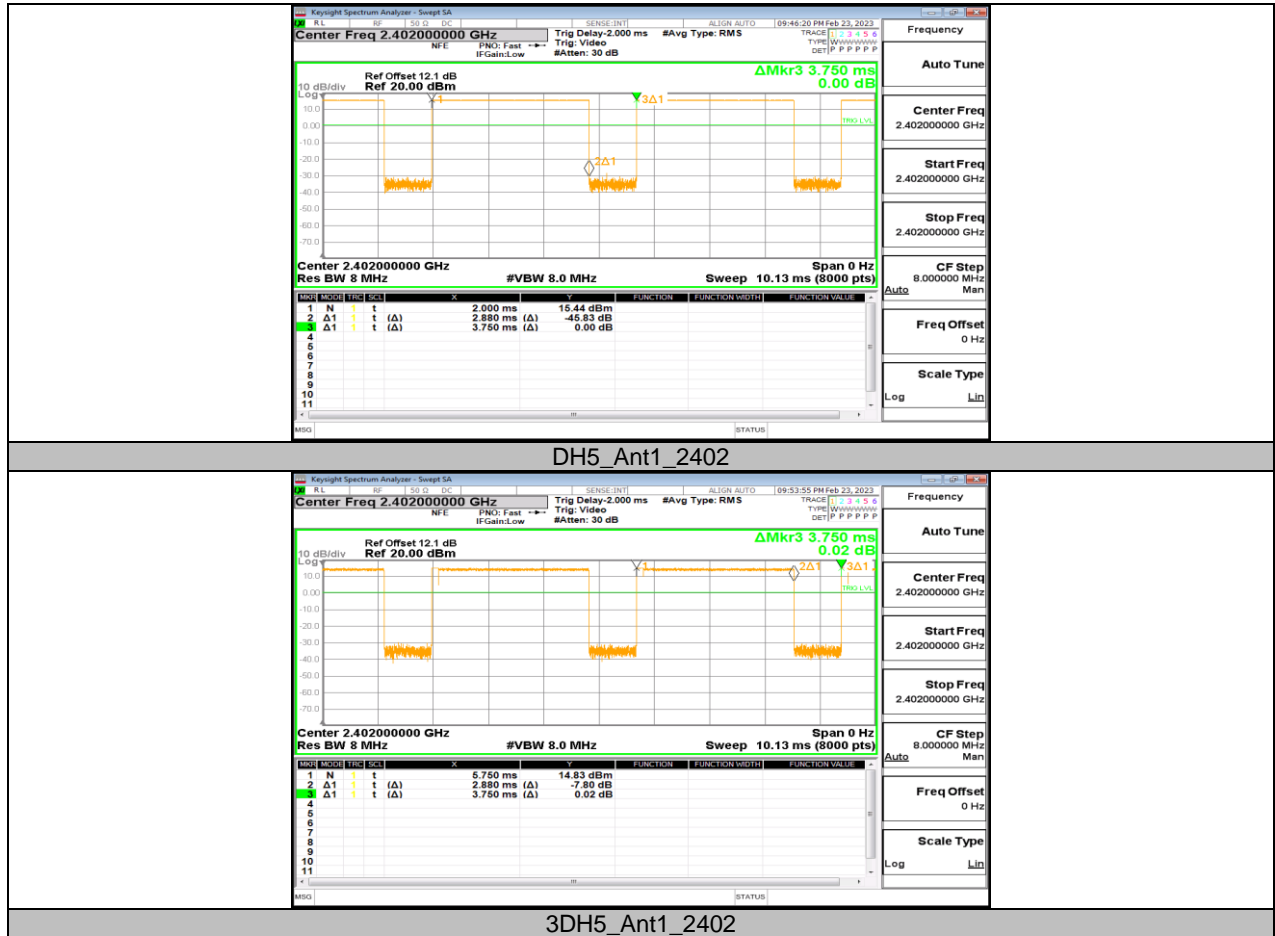 Keysight Spectrum Analyzer - Swept SA
RL RF 50 Ω DC SENSE:INT ALIGN AUTO 09:46:20 PM Feb 23, 2023
Center Freq 2.402000000 GHz Trig Delay-2.000 ms #Avg Type: RMS TRACE 1 2 3 4 5 6
NFE PNO: Fast Trig: Video TYPE WWWWWWW
IFGain:Low #Atten: 30 dB DET P P P P P P
Frequency
Ref Offset 12.1 dB ΔMkr3 3.750 ms
10 dB/div Ref 20.00 dBm 0.00 dB
Log
10.0
0.00
-10.0
-20.0
-30.0
-40.0
-50.0
-60.0
-70.0
1
3Δ1
TRIG LVL
2Δ1
Center 2.402000000 GHz Span 0 Hz
Res BW 8 MHz #VBW 8.0 MHz Sweep 10.13 ms (8000 pts)
MKR MODE TRC SCL X Y FUNCTION FUNCTION WIDTH FUNCTION VALUE
1 N 1 t 2.000 ms 15.44 dBm
2 Δ1 1 t (Δ) 2.880 ms (Δ) -45.83 dB
3 Δ1 1 t (Δ) 3.750 ms (Δ) 0.00 dB
4
5
6
7
8
9
10
11
MSG STATUS
Auto Tune
Center Freq
2.402000000 GHz
Start Freq
2.402000000 GHz
Stop Freq
2.402000000 GHz
CF Step
8.000000 MHz
Auto Man
Freq Offset
0 Hz
Scale Type
Log Lin
DH5_Ant1_2402
Keysight Spectrum Analyzer - Swept SA
RL RF 50 Ω DC SENSE:INT ALIGN AUTO 09:53:55 PM Feb 23, 2023
Center Freq 2.402000000 GHz Trig Delay-2.000 ms #Avg Type: RMS TRACE 1 2 3 4 5 6
NFE PNO: Fast Trig: Video TYPE WWWWWWW
IFGain:Low #Atten: 30 dB DET P P P P P P
Frequency
Ref Offset 12.1 dB ΔMkr3 3.750 ms
10 dB/div Ref 20.00 dBm 0.02 dB
Log
10.0
0.00
-10.0
-20.0
-30.0
-40.0
-50.0
-60.0
-70.0
1
2Δ1
3Δ1
TRIG LVL
Center 2.402000000 GHz Span 0 Hz
Res BW 8 MHz #VBW 8.0 MHz Sweep 10.13 ms (8000 pts)
MKR MODE TRC SCL X Y FUNCTION FUNCTION WIDTH FUNCTION VALUE
1 N 1 t 5.750 ms 14.83 dBm
2 Δ1 1 t (Δ) 2.880 ms (Δ) -7.80 dB
3 Δ1 1 t (Δ) 3.750 ms (Δ) 0.02 dB
4
5
6
7
8
9
10
11
MSG STATUS
Auto Tune
Center Freq
2.402000000 GHz
Start Freq
2.402000000 GHz
Stop Freq
2.402000000 GHz
CF Step
8.000000 MHz
Auto Man
Freq Offset
0 Hz
Scale Type
Log Lin
3DH5_Ant1_2402